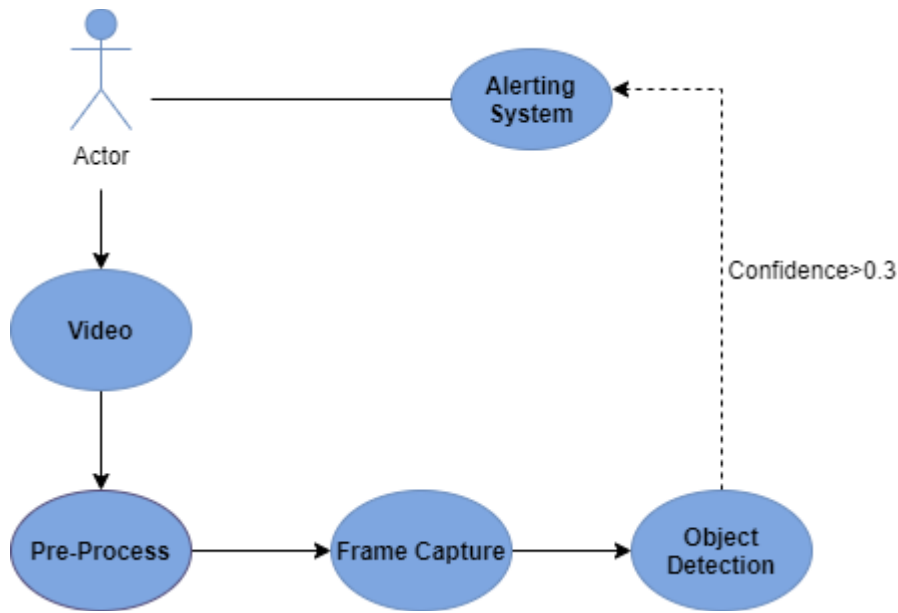 Alerting
System
Actor
Confidence>0.3
Video
Pre-Process
Frame Capture
Object
Detection